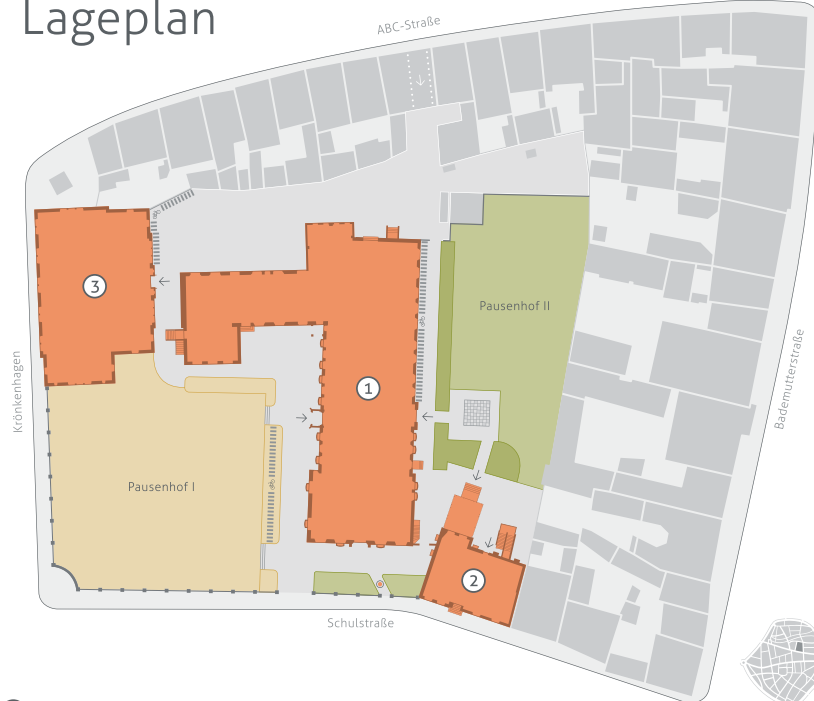 Lageplan
ABC-Straße
3
Pausenhof II
Krönkenhagen
1
Bademutterstraße
Pausenhof I
2
Schulstraße